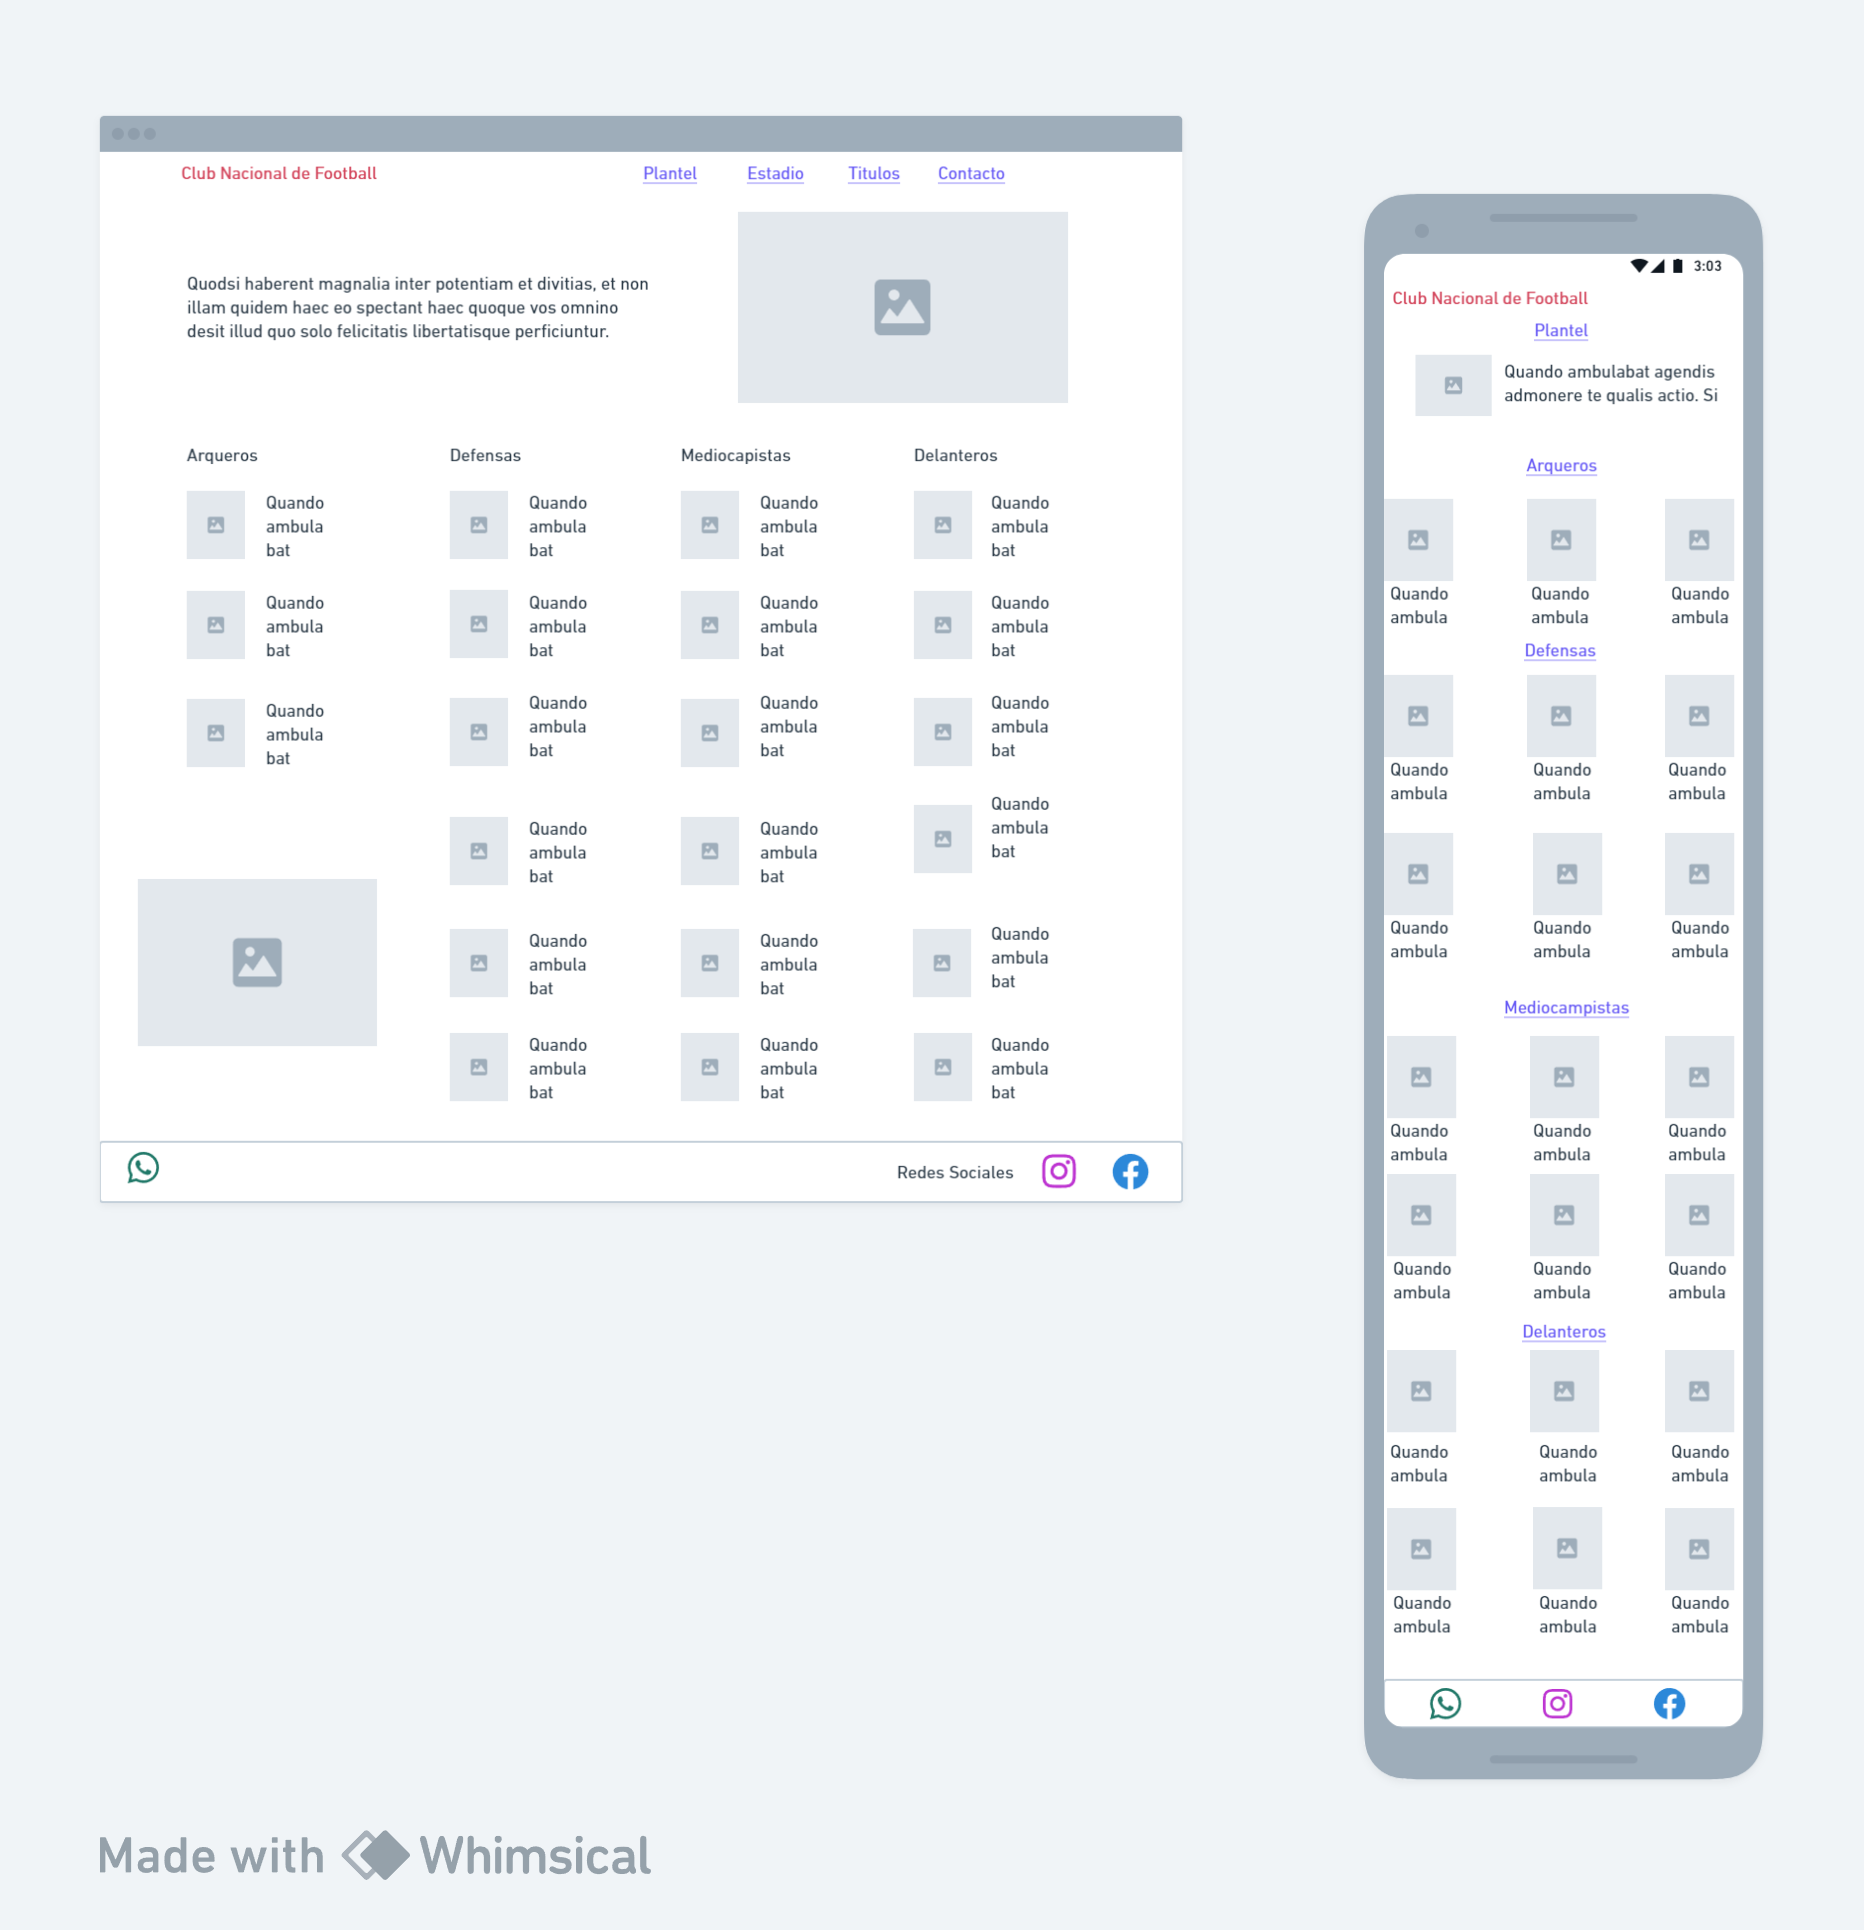 Club Nacional de Football
Plantel Estadio Titulos Contacto
Quodsi haberent magnalia inter potentiam et divitias, et non
illam quidem haec eo spectant haec quoque vos omnino
desit illud quo solo felicitatis libertatisque perficiuntur.
Arqueros Defensas Mediocapistas Delanteros
Quando Quando Quando Quando
ambula ambula ambula ambula
bat bat bat bat
Quando Quando Quando Quando
ambula ambula ambula ambula
bat bat bat bat
Quando Quando Quando Quando
ambula ambula ambula ambula
bat bat bat bat
Quando Quando Quando
ambula ambula ambula
bat bat bat
Quando Quando Quando
ambula ambula ambula
bat bat bat
Quando Quando Quando
ambula ambula ambula
bat bat bat
Redes Sociales
3:03
Club Nacional de Football
Plantel
Quando ambulabat agendis
admonere te qualis actio. Si
Arqueros
Quando Quando Quando
ambula ambula ambula
Defensas
Quando Quando Quando
ambula ambula ambula
Quando Quando Quando
ambula ambula ambula
Mediocampistas
Quando Quando Quando
ambula ambula ambula
Quando Quando Quando
ambula ambula ambula
Delanteros
Quando Quando Quando
ambula ambula ambula
Quando Quando Quando
ambula ambula ambula
Made with Whimsical